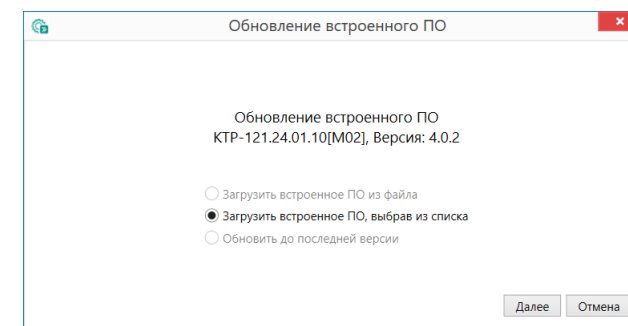 Обновление встроенного ПО
Обновление встроенного ПО
КТР-121.24.01.10[М02], Версия: 4.0.2
Загрузить встроенное ПО из файла
Загрузить встроенное ПО, выбрав из списка
Обновить до последней версии
Далее Отмена